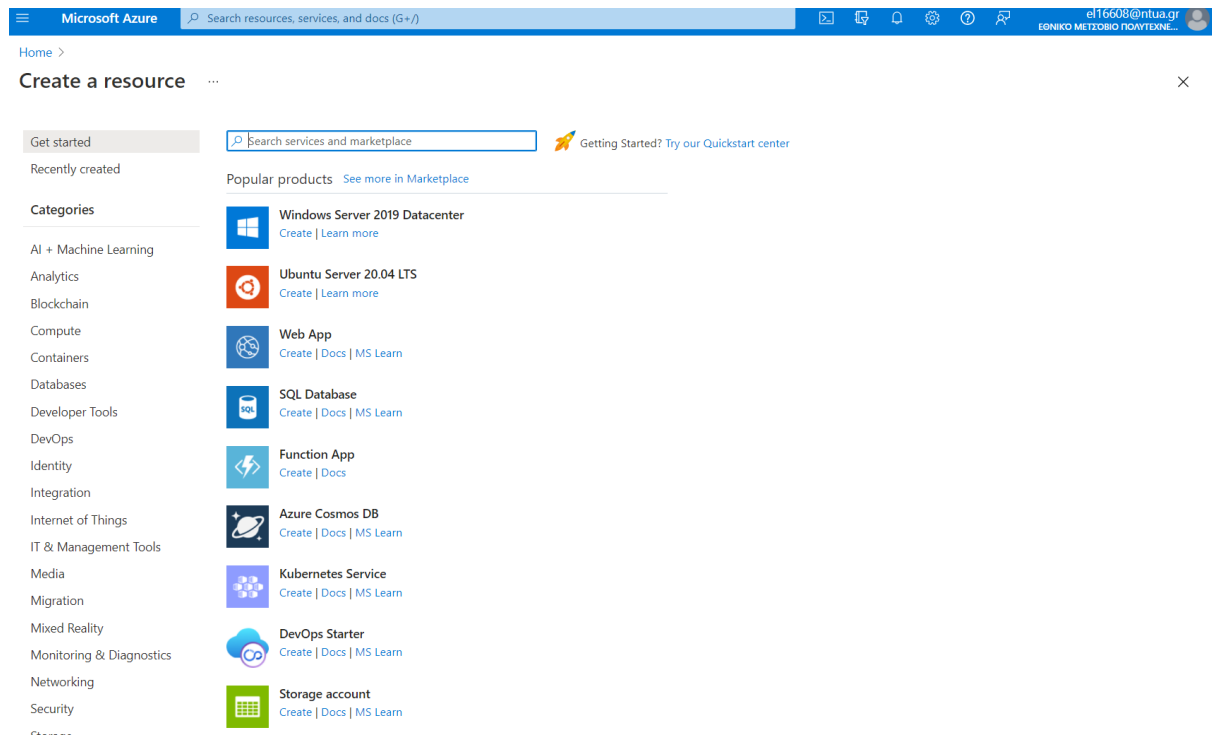 Microsoft Azure
Search resources, services, and docs (G+/)
el16608@ntua.gr
ΕΘΝΙΚΟ ΜΕΤΣΟΒΙΟ ΠΟΛΥΤΕΧΝΕ...
Home >
Create a resource ...
Get started
Recently created
Categories
AI + Machine Learning
Analytics
Blockchain
Compute
Containers
Databases
Developer Tools
DevOps
Identity
Integration
Internet of Things
IT & Management Tools
Media
Migration
Mixed Reality
Monitoring & Diagnostics
Networking
Security
Storage
Search services and marketplace
Getting Started? Try our Quickstart center
Popular products See more in Marketplace
Windows Server 2019 Datacenter
Create | Learn more
Ubuntu Server 20.04 LTS
Create | Learn more
Web App
Create | Docs | MS Learn
SQL
SQL Database
Create | Docs | MS Learn
Function App
Create | Docs
Azure Cosmos DB
Create | Docs | MS Learn
Kubernetes Service
Create | Docs | MS Learn
DevOps Starter
Create | Docs | MS Learn
Storage account
Create | Docs | MS Learn